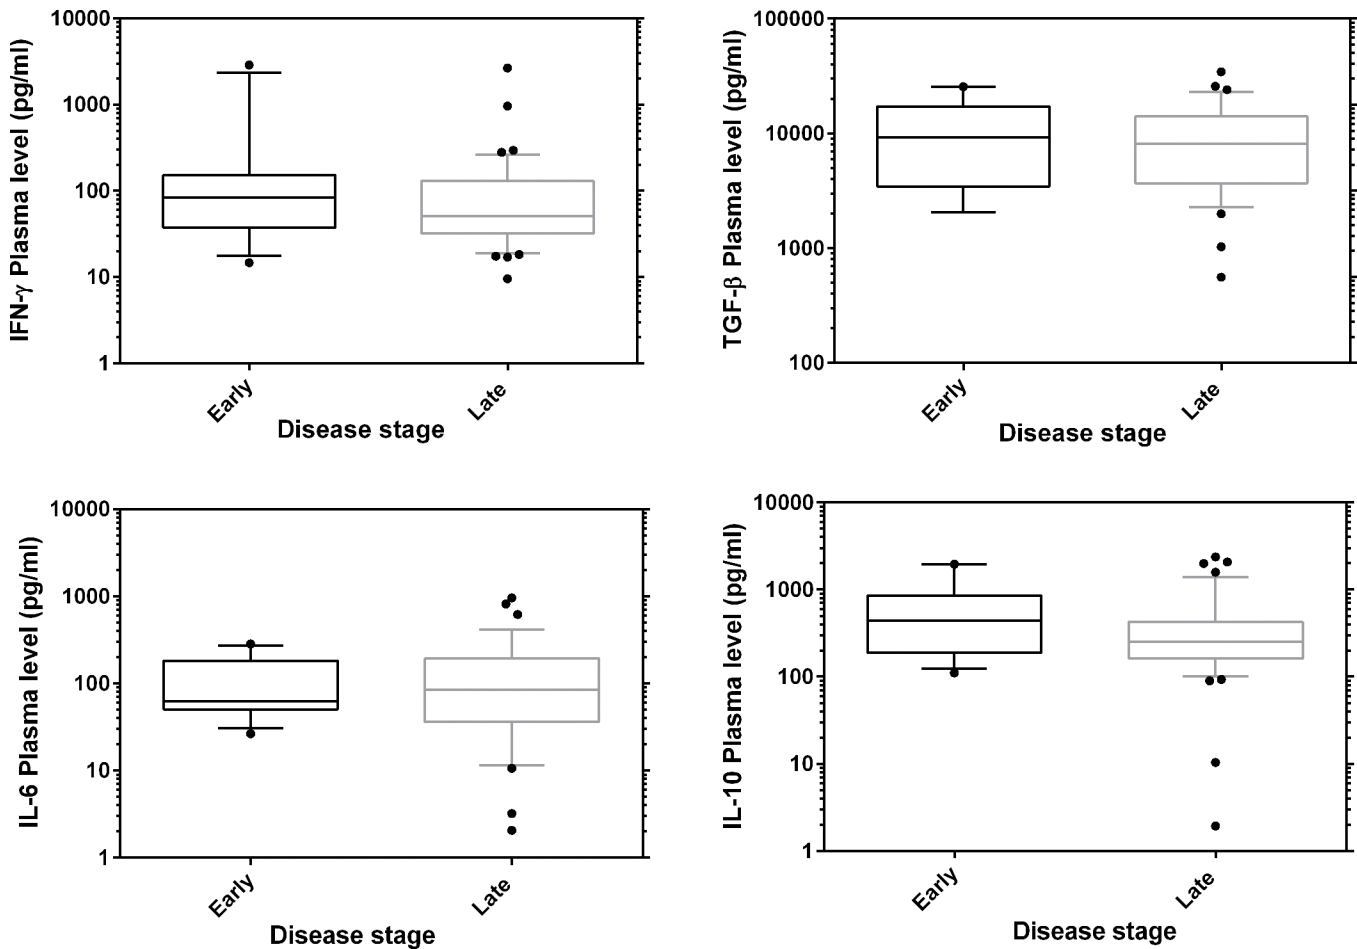 IFN-γ Plasma level (pg/ml)
10000
1000
100
10
1
Early
Late
Disease stage
TGF-β Plasma level (pg/ml)
100000
10000
1000
100
Early
Late
Disease stage
IL-6 Plasma level (pg/ml)
10000
1000
100
10
1
Early
Late
Disease stage
IL-10 Plasma level (pg/ml)
10000
1000
100
10
1
Early
Late
Disease stage